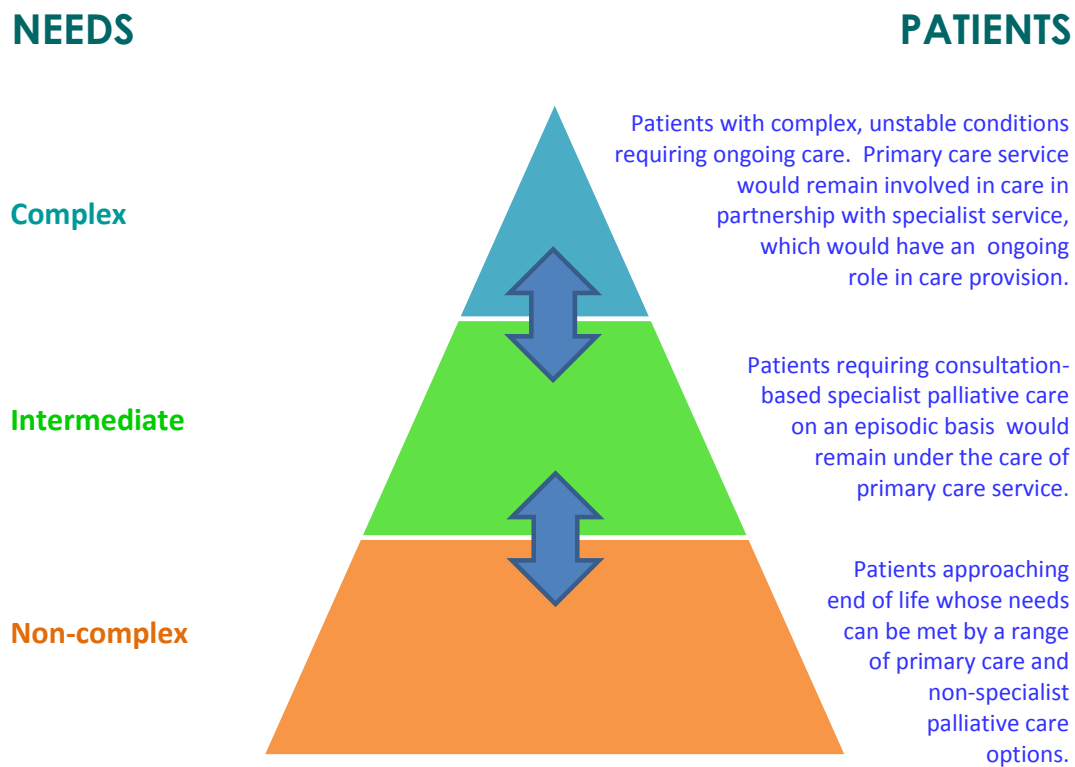 NEEDS
PATIENTS
Complex
Patients with complex, unstable conditions
requiring ongoing care.  Primary care service
would remain involved in care in
partnership with specialist service,
which would have an  ongoing
role in care provision.
Intermediate
Patients requiring consultation-
based specialist palliative care
on an episodic basis  would
remain under the care of
primary care service.
Non-complex
Patients approaching
end of life whose needs
can be met by a range
of primary care and
non-specialist
palliative care
options.